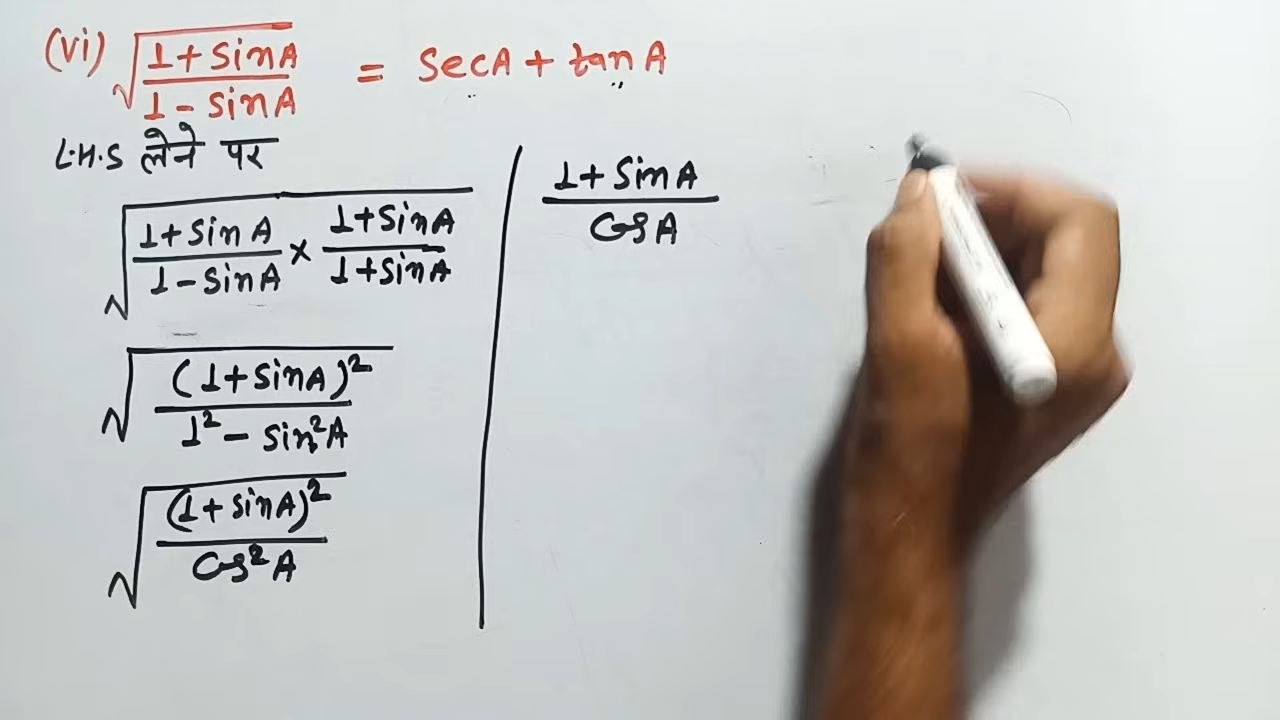 (vi) √((1 + sinA)/(1 - sinA)) = secA + tanA
L.H.S लेने पर
√((1 + sinA)/(1 - sinA) × (1 + sinA)/(1 + sinA))
√((1 + sinA)²/(1² - sin²A))
√((1 + sinA)²/cos²A)
(1 + sinA)/cosA